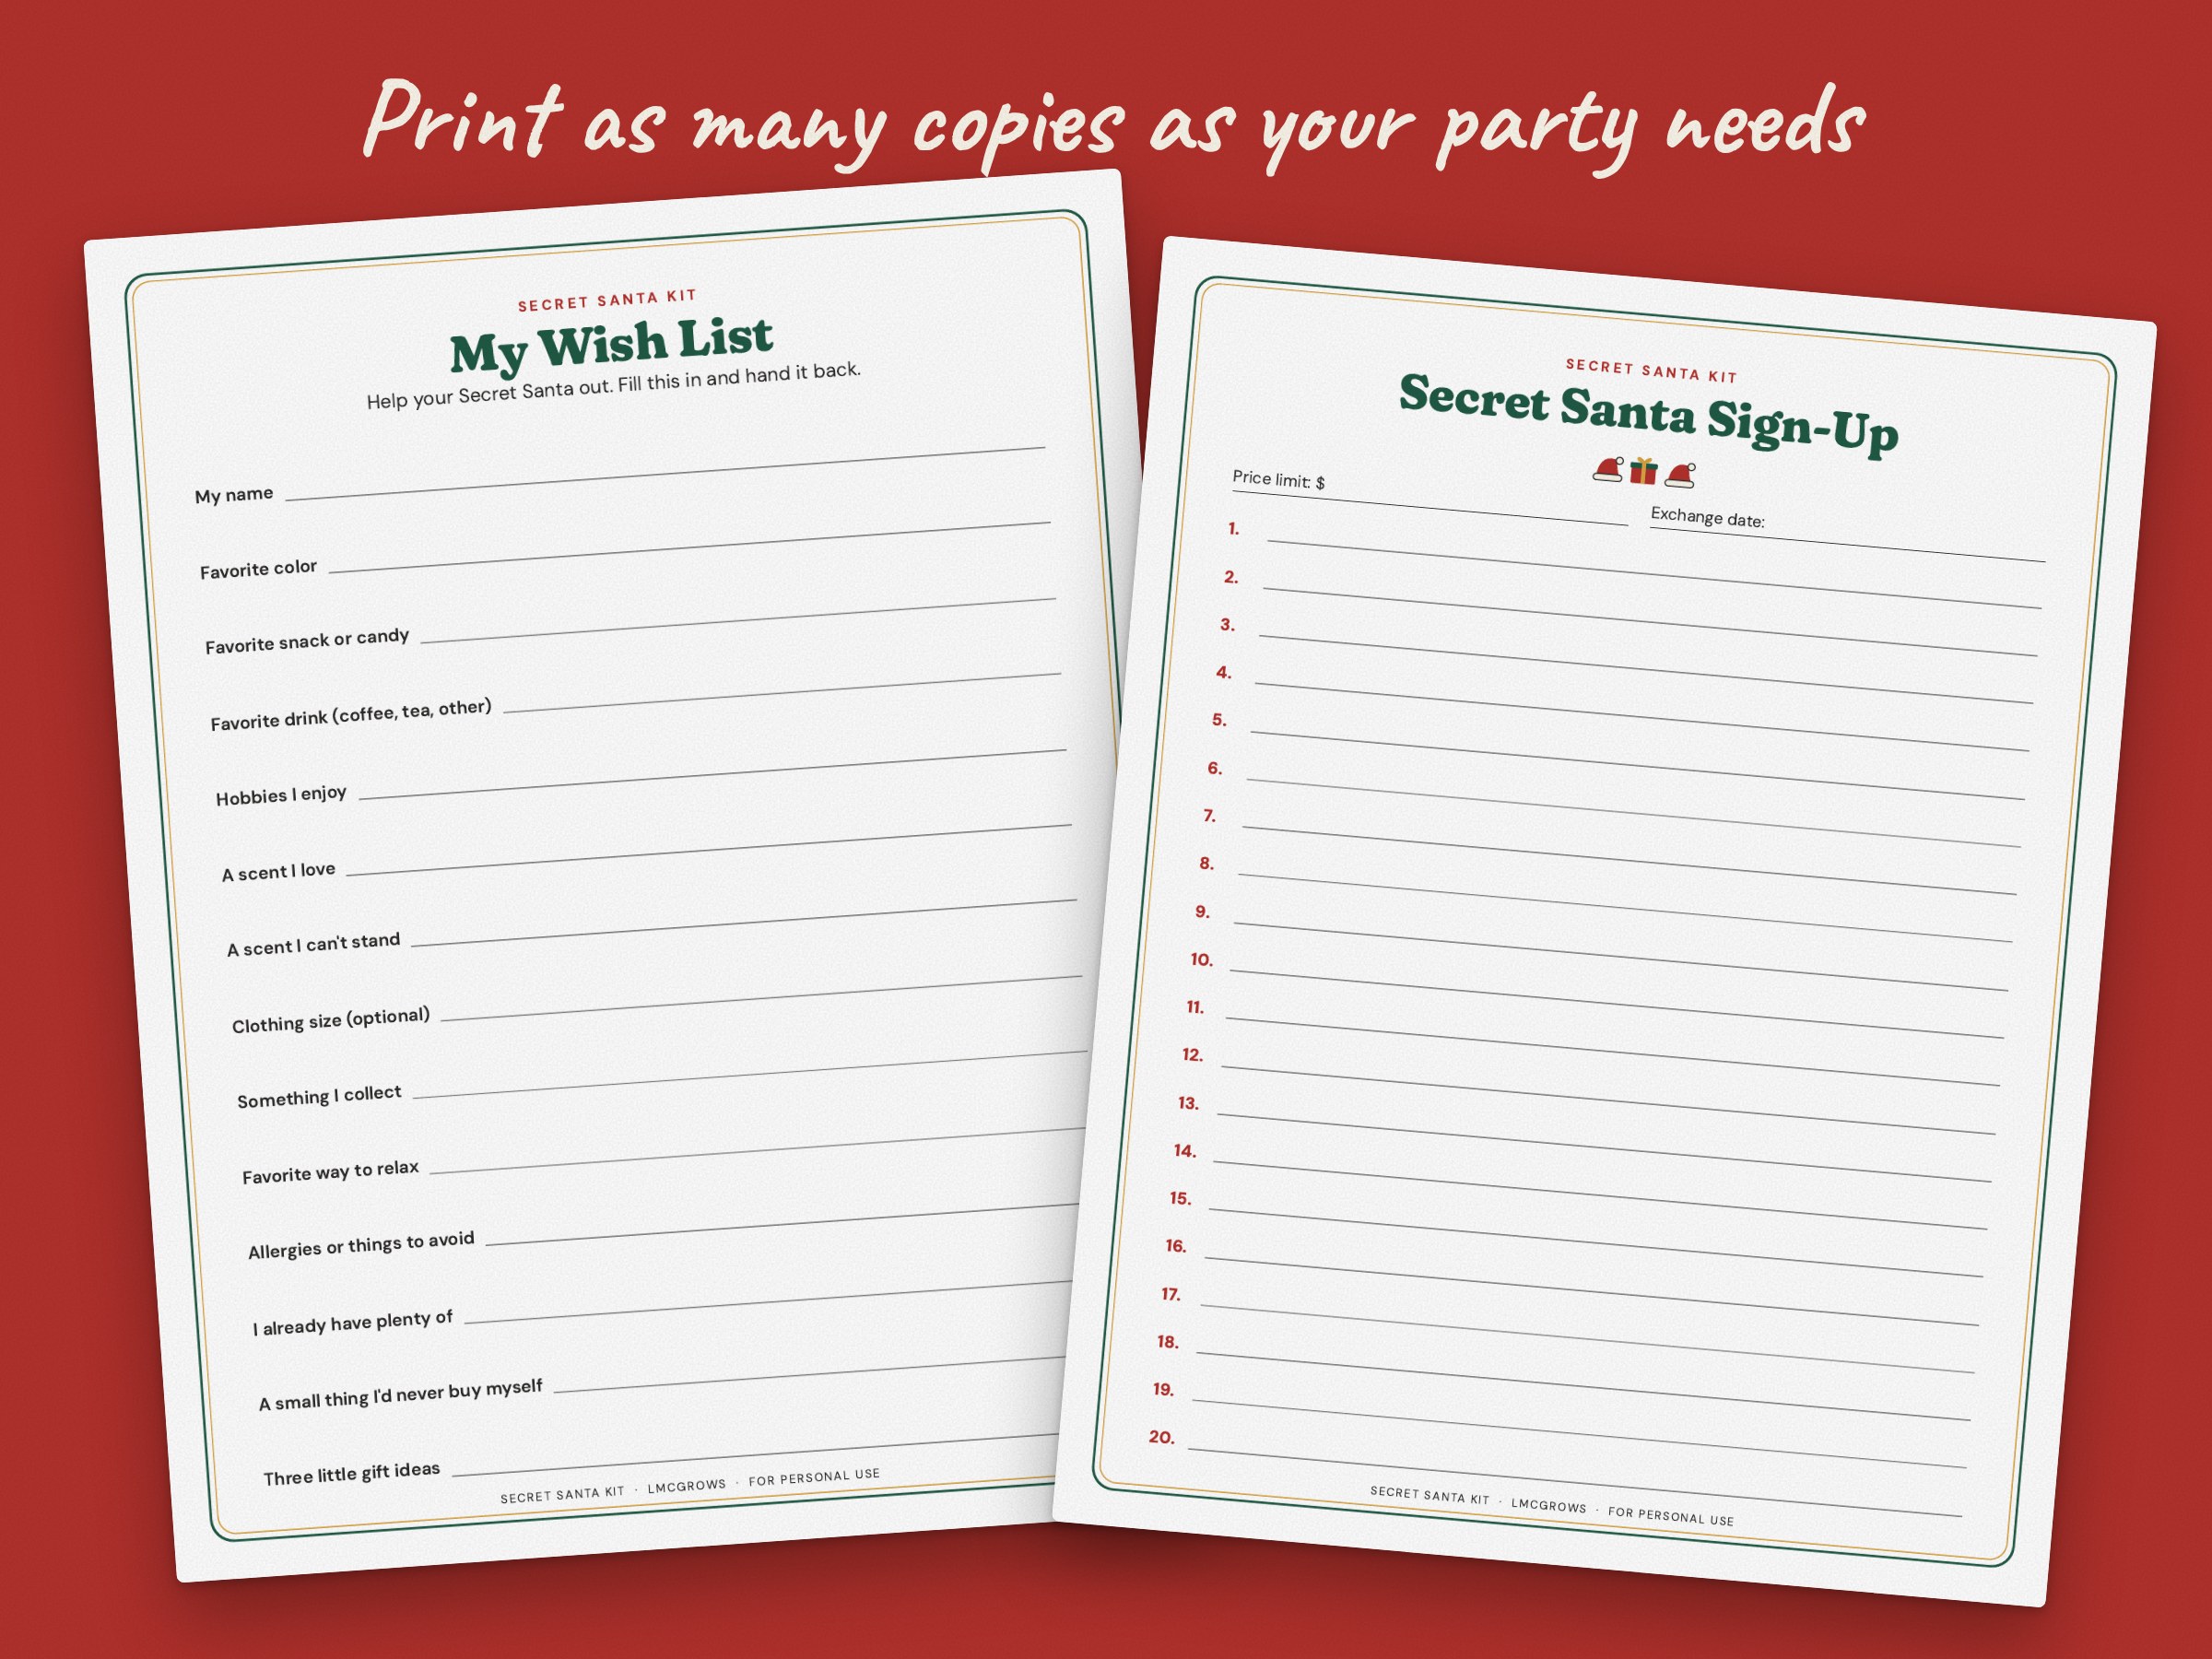 Print as many copies as your party needs
SECRET SANTA KIT
My Wish List
Help your Secret Santa out. Fill this in and hand it back.
My name
Favorite color
Favorite snack or candy
Favorite drink (coffee, tea, other)
Hobbies I enjoy
A scent I love
A scent I can't stand
Clothing size (optional)
Something I collect
Favorite way to relax
Allergies or things to avoid
I already have plenty of
A small thing I'd never buy myself
Three little gift ideas
SECRET SANTA KIT · LMCGROWS · FOR PERSONAL USE
SECRET SANTA KIT
Secret Santa Sign-Up
Price limit: $
Exchange date:
1.
2.
3.
4.
5.
6.
7.
8.
9.
10.
11.
12.
13.
14.
15.
16.
17.
18.
19.
20.
SECRET SANTA KIT · LMCGROWS · FOR PERSONAL USE